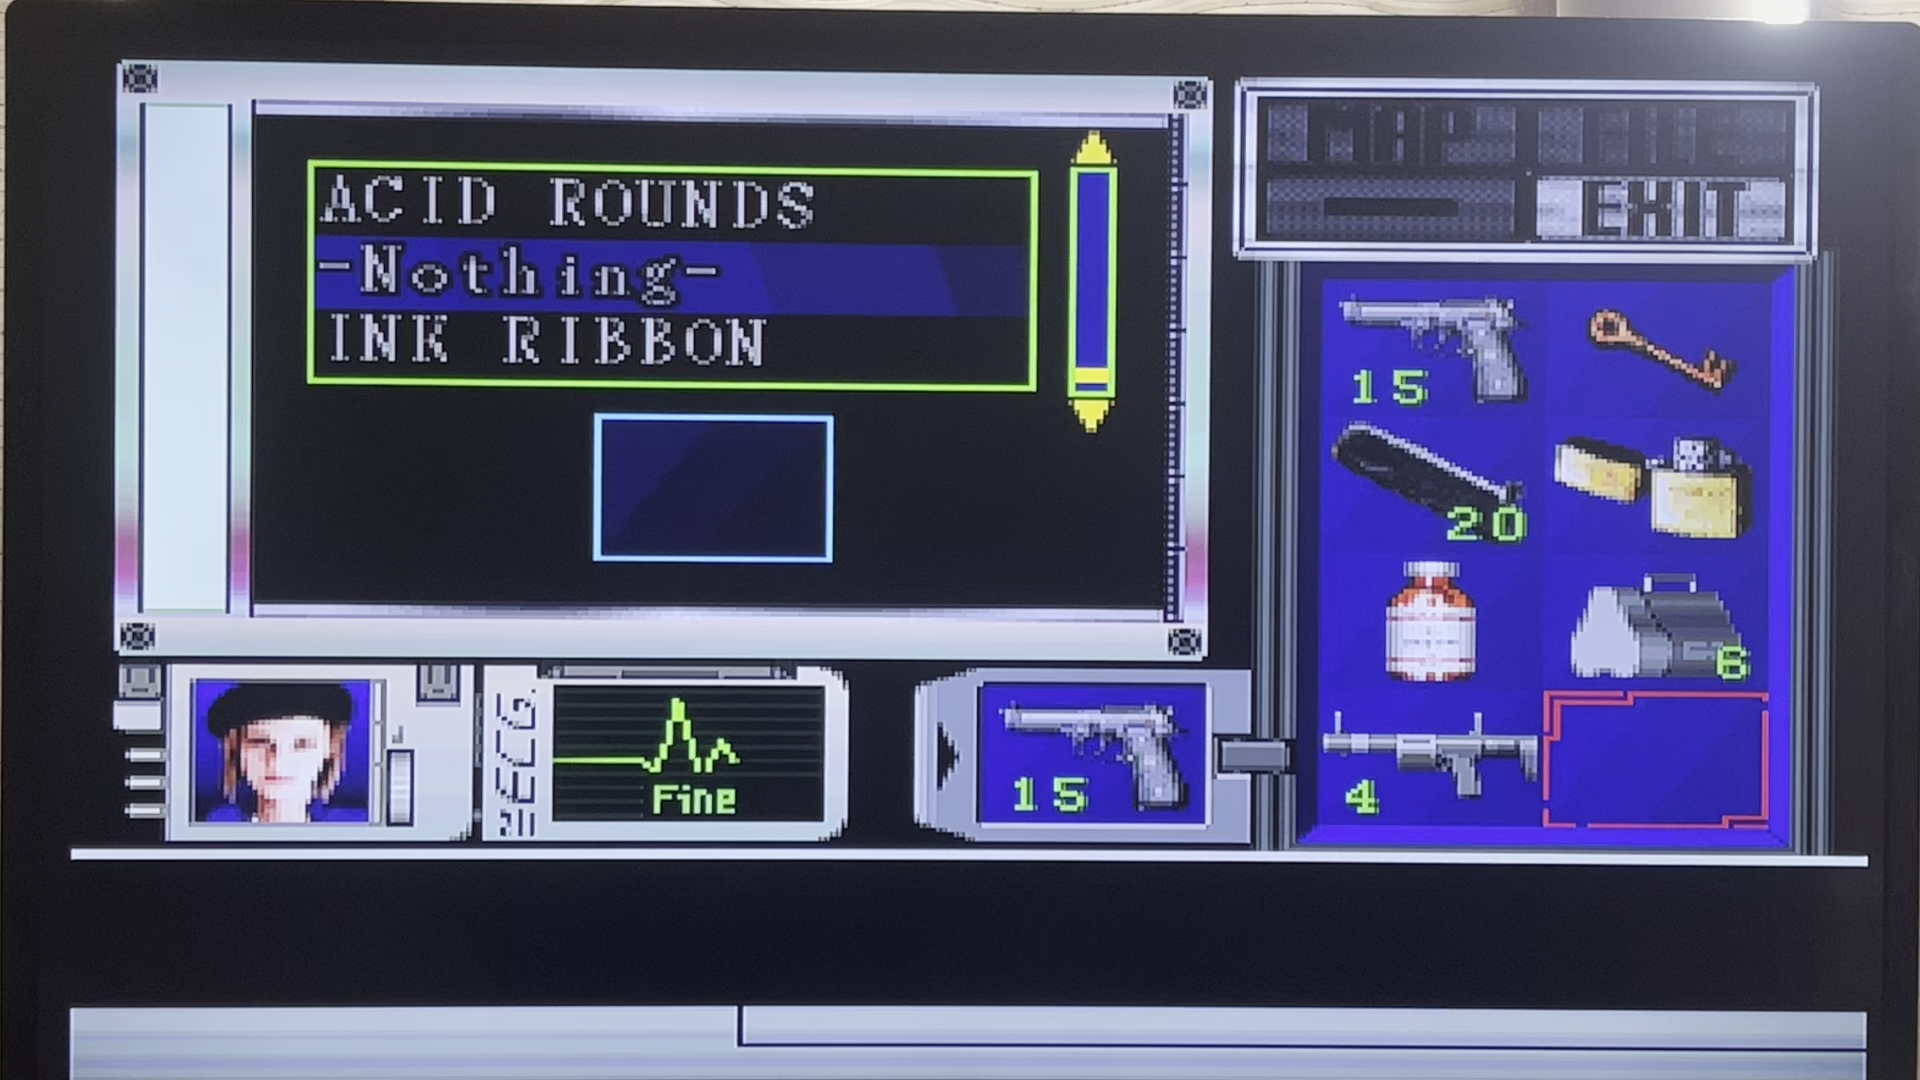 ACID ROUNDS
-Nothing-
INK RIBBON
EXIT
15
20
6
4
15
Fine